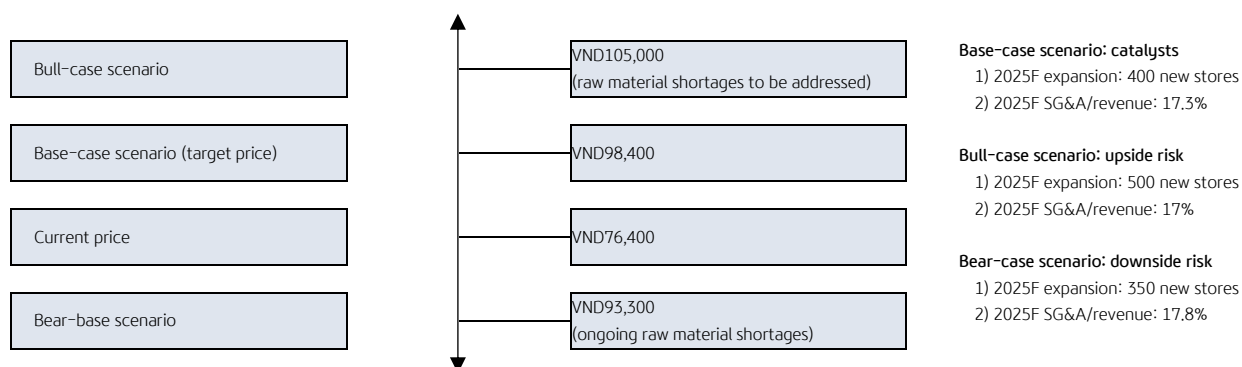 Bull-case scenario
VND105,000
(raw material shortages to be addressed)
Base-case scenario (target price)
VND98,400
Current price
VND76,400
Bear-base scenario
VND93,300
(ongoing raw material shortages)
Base-case scenario: catalysts
1) 2025F expansion: 400 new stores
2) 2025F SG&A/revenue: 17.3%
Bull-case scenario: upside risk
1) 2025F expansion: 500 new stores
2) 2025F SG&A/revenue: 17%
Bear-case scenario: downside risk
1) 2025F expansion: 350 new stores
2) 2025F SG&A/revenue: 17.8%